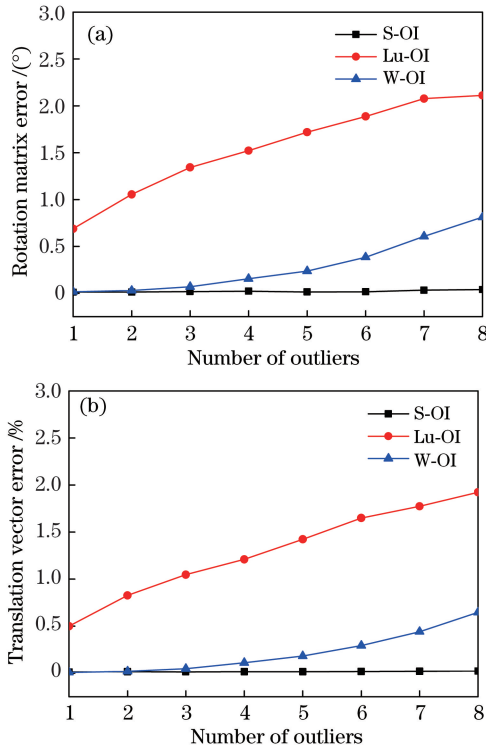 (a)
S-OI
Lu-OI
W-OI
Rotation matrix error /(°)
3.0
2.5
2.0
1.5
1.0
0.5
0
1 2 3 4 5 6 7 8
Number of outliers
(b)
S-OI
Lu-OI
W-OI
Translation vector error /%
3.0
2.5
2.0
1.5
1.0
0.5
0
1 2 3 4 5 6 7 8
Number of outliers